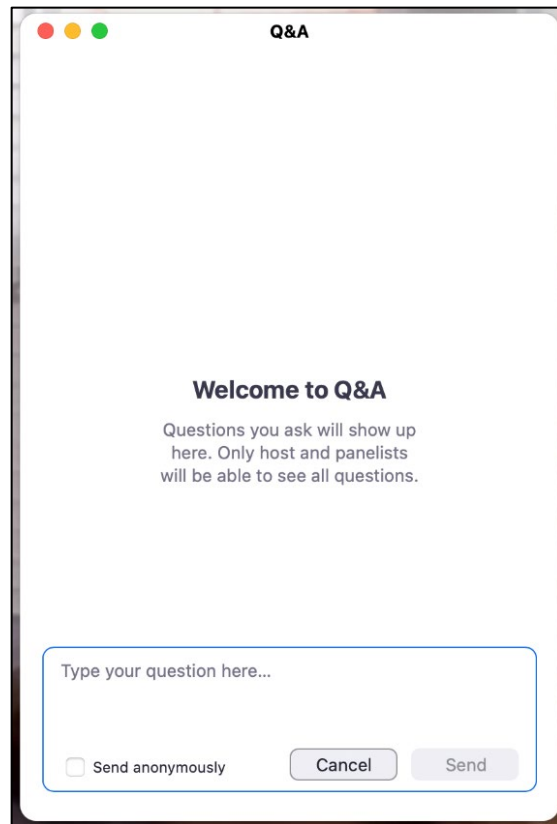 Q&A
Welcome to Q&A
Questions you ask will show up
here. Only host and panelists
will be able to see all questions.
Type your question here...
Send anonymously
Cancel
Send